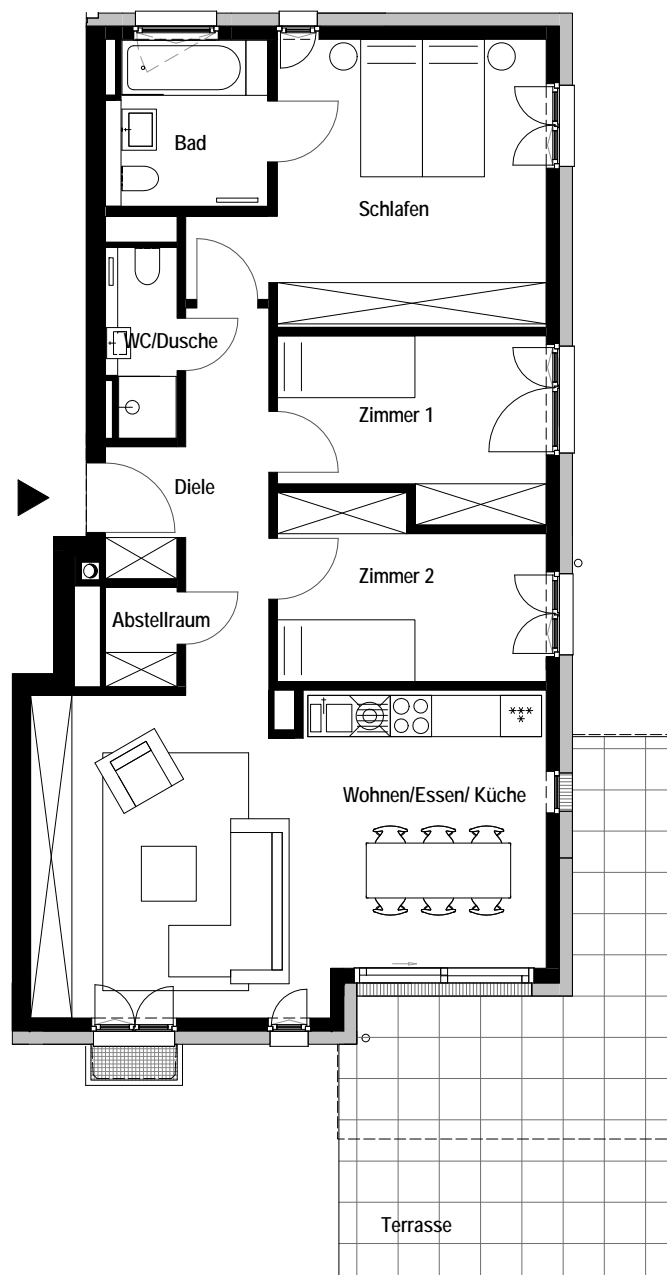 Bad
Schlafen
WC/Dusche
Zimmer 1
Diele
Zimmer 2
Abstellraum
***
*
Wohnen/Essen/ Küche
Terrasse